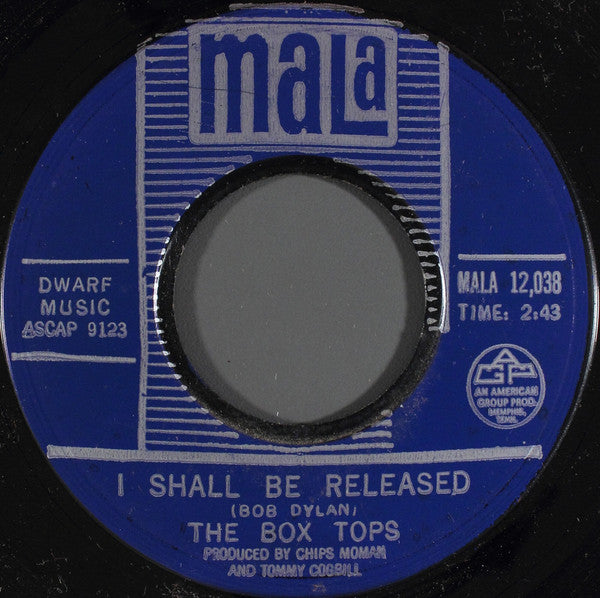 mala
DWARF
MUSIC
ASCAP 9123
MALA 12,038
TIME: 2:43
AGP
AN AMERICAN
GROUP PROD.
MEMPHIS,
TENN.
I SHALL BE RELEASED
(BOB DYLAN)
THE BOX TOPS
PRODUCED BY CHIPS MOMAN
AND TOMMY COGBILL